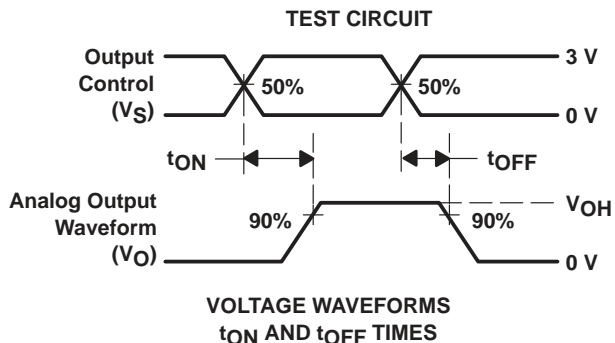 TEST CIRCUIT
Output
Control
(VS)
50%
50%
3 V
0 V
tON
tOFF
Analog Output
Waveform
(VO)
90%
90%
VOH
0 V
VOLTAGE WAVEFORMS
tON AND tOFF TIMES